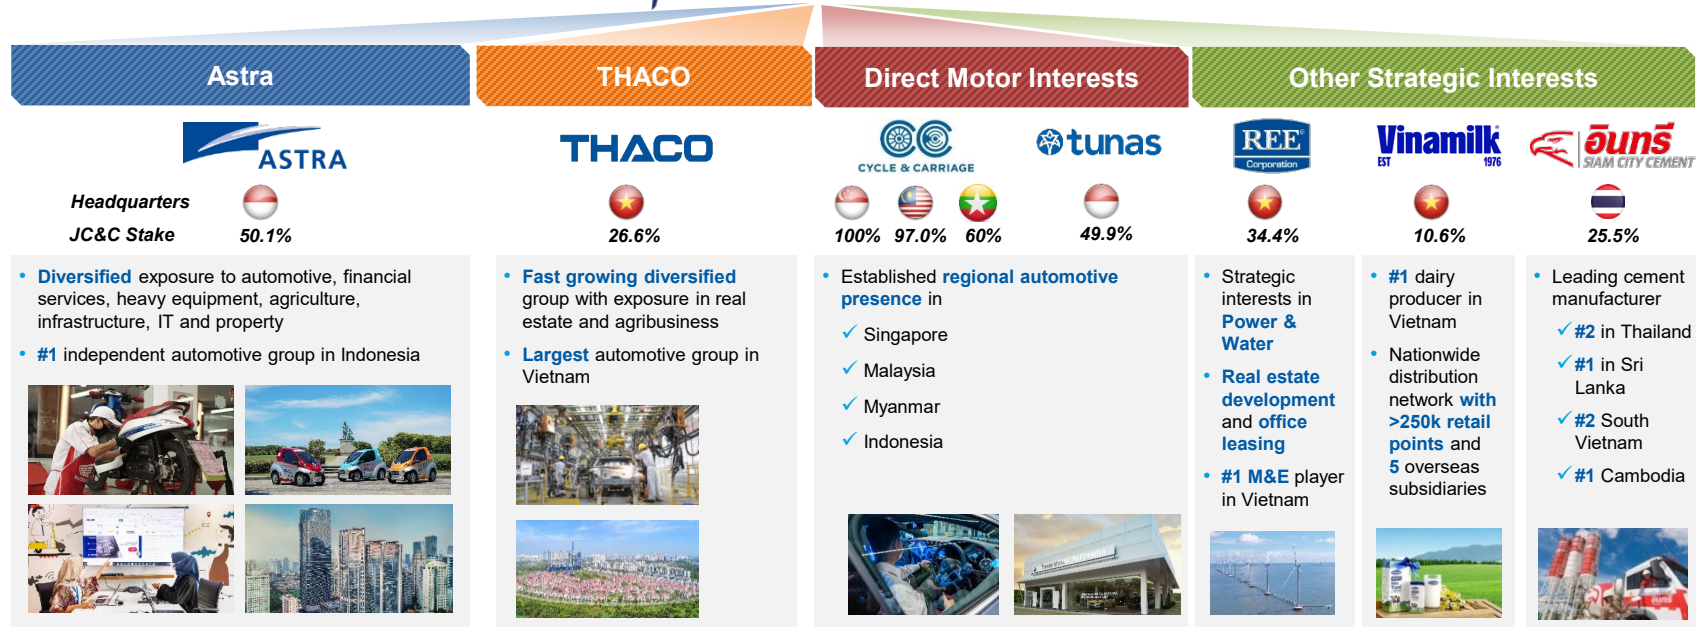 Astra
THACO
Direct Motor Interests
Other Strategic Interests
ASTRA
THACO
CYCLE & CARRIAGE
tunas
REE
Corporation
Vinamilk
EST 1976
อินทรี
SIAM CITY CEMENT
Headquarters
JC&C Stake
50.1%
26.6%
100% 97.0% 60%
49.9%
34.4%
10.6%
25.5%
• Diversified exposure to automotive, financial
services, heavy equipment, agriculture,
infrastructure, IT and property
• #1 independent automotive group in Indonesia
• Fast growing diversified
group with exposure in real
estate and agribusiness
• Largest automotive group in
Vietnam
• Established regional automotive
presence in
✓ Singapore
✓ Malaysia
✓ Myanmar
✓ Indonesia
• Strategic
interests in
Power &
Water
• Real estate
development
and office
leasing
• #1 M&E player
in Vietnam
• #1 dairy
producer in
Vietnam
• Nationwide
distribution
network with
>250k retail
points and
5 overseas
subsidiaries
• Leading cement
manufacturer
✓ #2 in Thailand
✓ #1 in Sri
Lanka
✓ #2 South
Vietnam
✓ #1 Cambodia